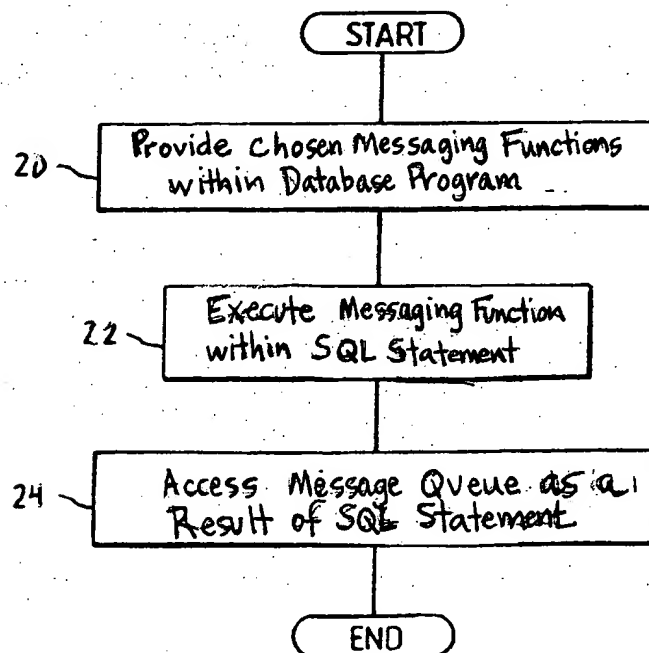 START
20
Provide Chosen Messaging Functions
within Database Program
22
Execute Messaging Function
within SQL Statement
24
Access Message Queue as a
Result of SQL Statement
END